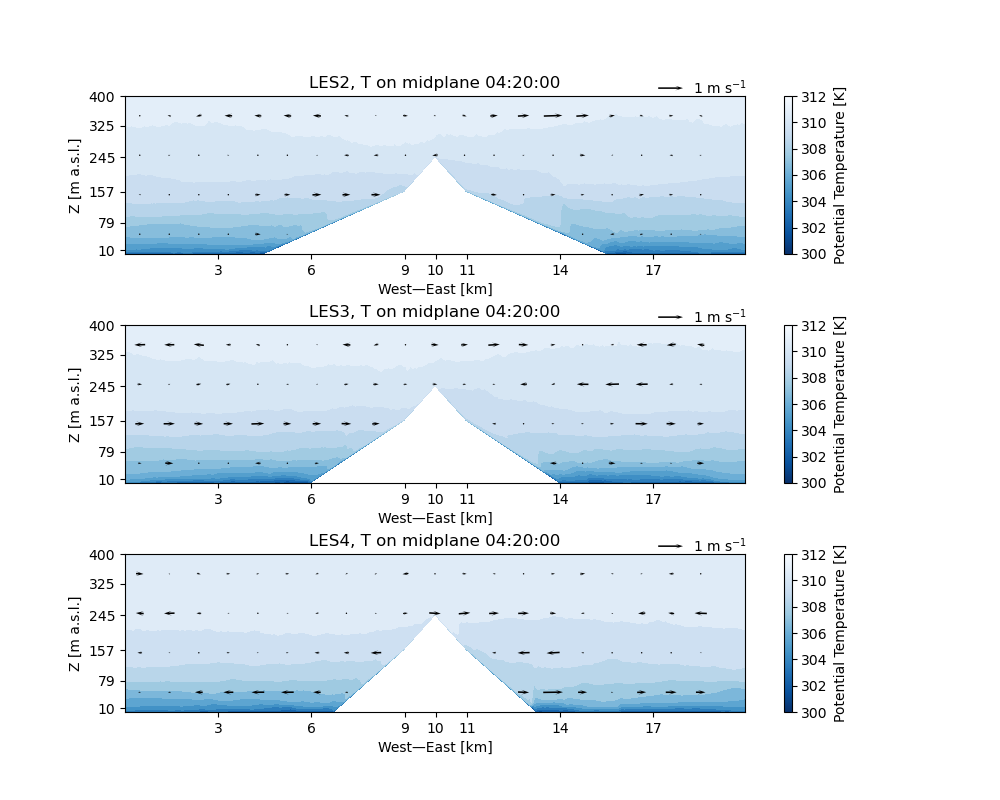 LES2, T on midplane 04:20:00
1 m s⁻¹
400
325
245
157
79
10
Z [m a.s.l.]
3 6 9 10 11 14 17
West—East [km]
312
310
308
306
304
302
300
Potential Temperature [K]
LES3, T on midplane 04:20:00
1 m s⁻¹
400
325
245
157
79
10
Z [m a.s.l.]
3 6 9 10 11 14 17
West—East [km]
312
310
308
306
304
302
300
Potential Temperature [K]
LES4, T on midplane 04:20:00
1 m s⁻¹
400
325
245
157
79
10
Z [m a.s.l.]
3 6 9 10 11 14 17
West—East [km]
312
310
308
306
304
302
300
Potential Temperature [K]